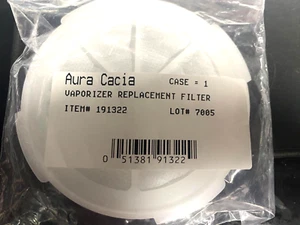 Aura Cacia CASE = 1
VAPORIZER REPLACEMENT FILTER
ITEM# 191322 LOT# 7005
0 51381 91322